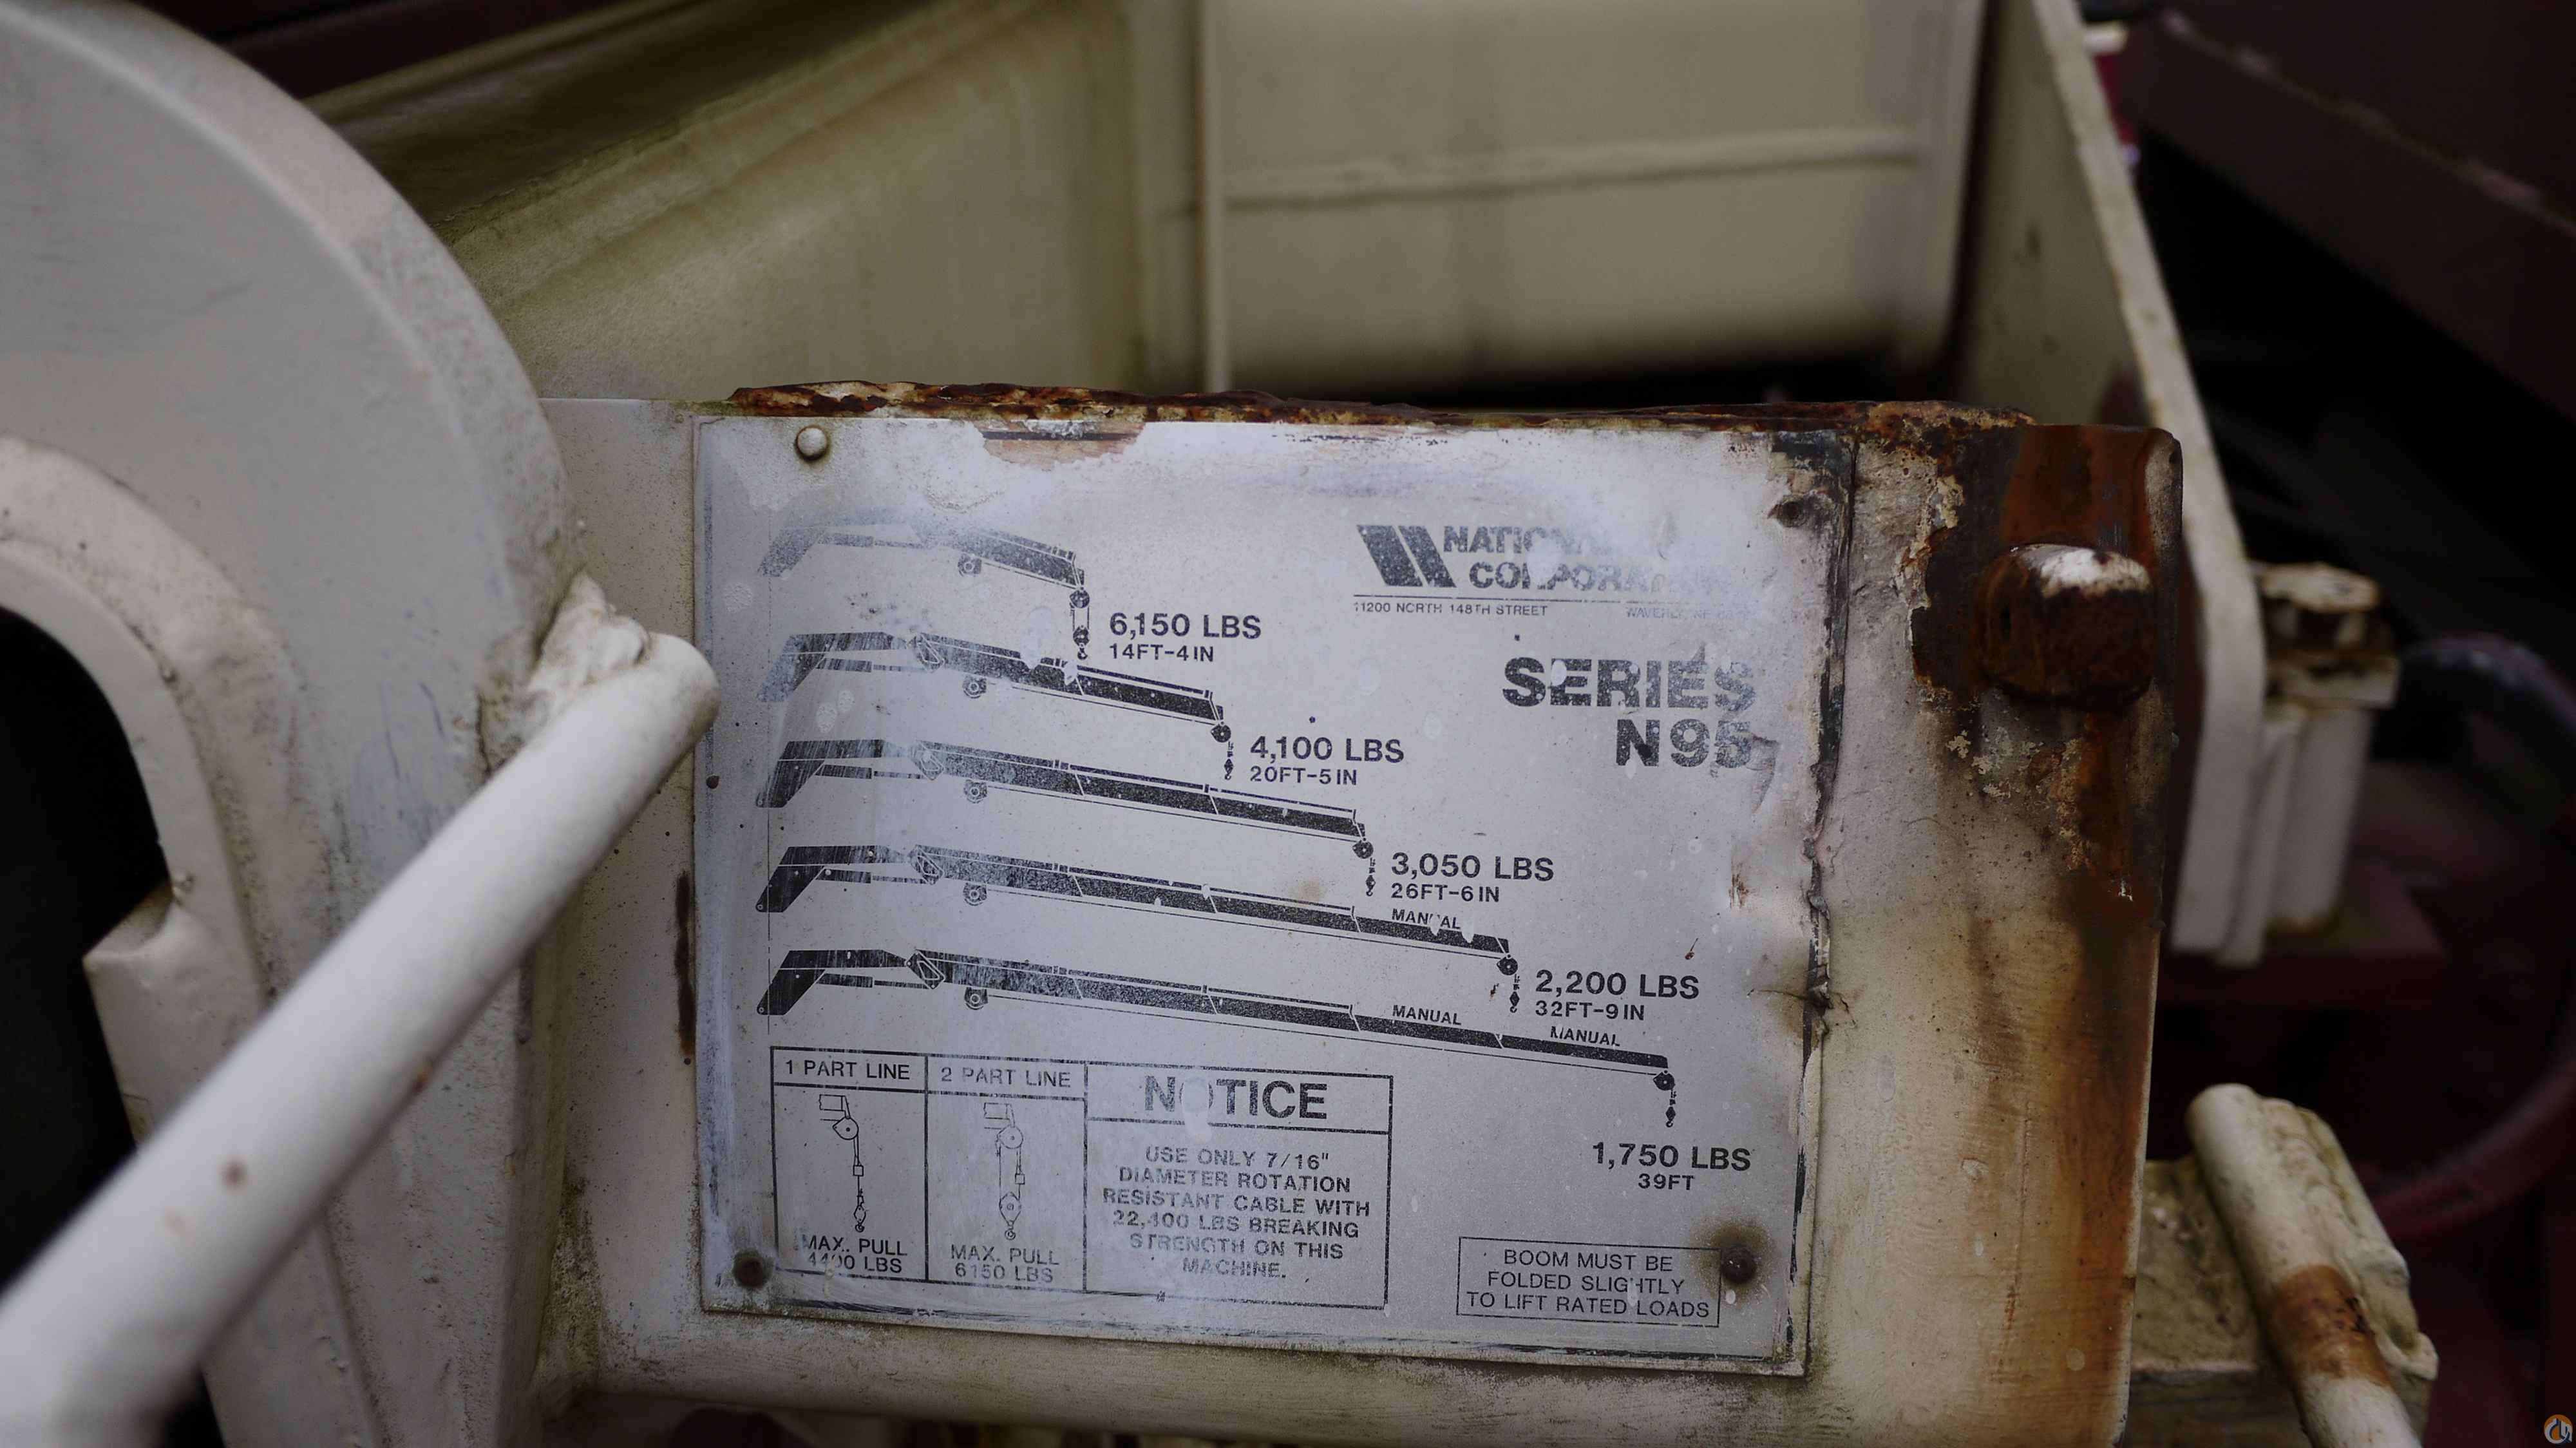 NATIONAL
CORPORATION
11200 NORTH 148TH STREET
WAVERLY, NE
SERIES
N95
6,150 LBS
14FT-4IN
4,100 LBS
20FT-5IN
3,050 LBS
26FT-6IN
MANUAL
2,200 LBS
32FT-9IN
MANUAL
MANUAL
1,750 LBS
39FT
1 PART LINE
MAX. PULL
4400 LBS
2 PART LINE
MAX. PULL
6150 LBS
NOTICE
USE ONLY 7/16"
DIAMETER ROTATION
RESISTANT CABLE WITH
LBS BREAKING
STRENGTH ON THIS
MACHINE.
BOOM MUST BE
FOLDED SLIGHTLY
TO LIFT RATED LOADS